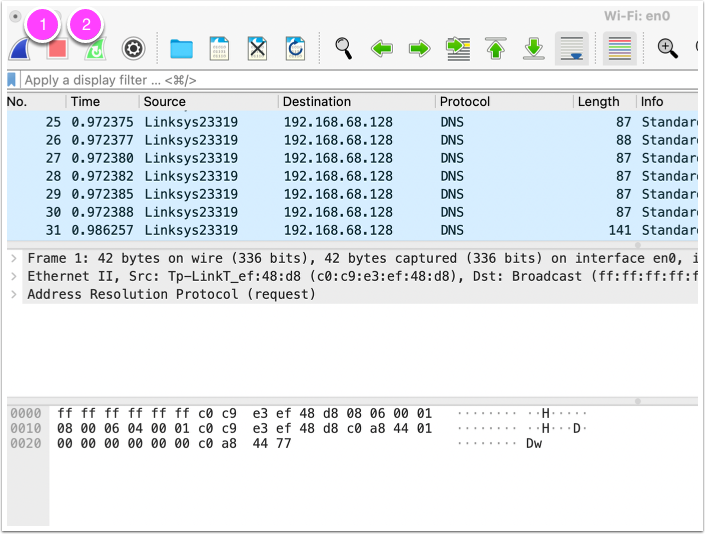 1 2
Wi-Fi: en0
Apply a display filter ... <⌘/>
No. Time Source Destination Protocol Length Info
25 0.972375 Linksys23319 192.168.68.128 DNS 87 Standar
26 0.972377 Linksys23319 192.168.68.128 DNS 88 Standar
27 0.972380 Linksys23319 192.168.68.128 DNS 87 Standar
28 0.972382 Linksys23319 192.168.68.128 DNS 87 Standar
29 0.972385 Linksys23319 192.168.68.128 DNS 87 Standar
30 0.972388 Linksys23319 192.168.68.128 DNS 87 Standar
31 0.986257 Linksys23319 192.168.68.128 DNS 141 Standar
Frame 1: 42 bytes on wire (336 bits), 42 bytes captured (336 bits) on interface en0, i
Ethernet II, Src: Tp-LinkT_ef:48:d8 (c0:c9:e3:ef:48:d8), Dst: Broadcast (ff:ff:ff:ff:f
Address Resolution Protocol (request)
0000 ff ff ff ff ff ff c0 c9 e3 ef 48 d8 08 06 00 01 ········ ··H·····
0010 08 00 06 04 00 01 c0 c9 e3 ef 48 d8 c0 a8 44 01 ········ ··H···D·
0020 00 00 00 00 00 00 c0 a8 44 77 ········ Dw